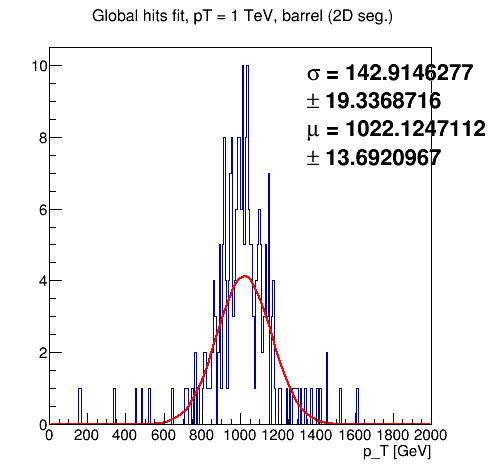 Global hits fit, pT = 1 TeV, barrel (2D seg.)
σ = 142.9146277
± 19.3368716
μ = 1022.1247112
± 13.6920967
10
8
6
4
2
0
0 200 400 600 800 1000 1200 1400 1600 1800 2000
p_T [GeV]